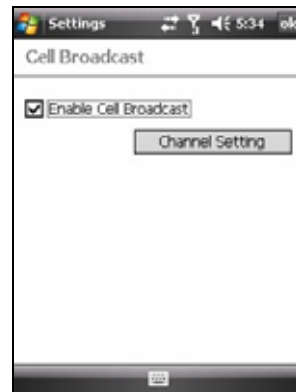 Settings 5:34 ok
Cell Broadcast
Enable Cell Broadcast
Channel Setting